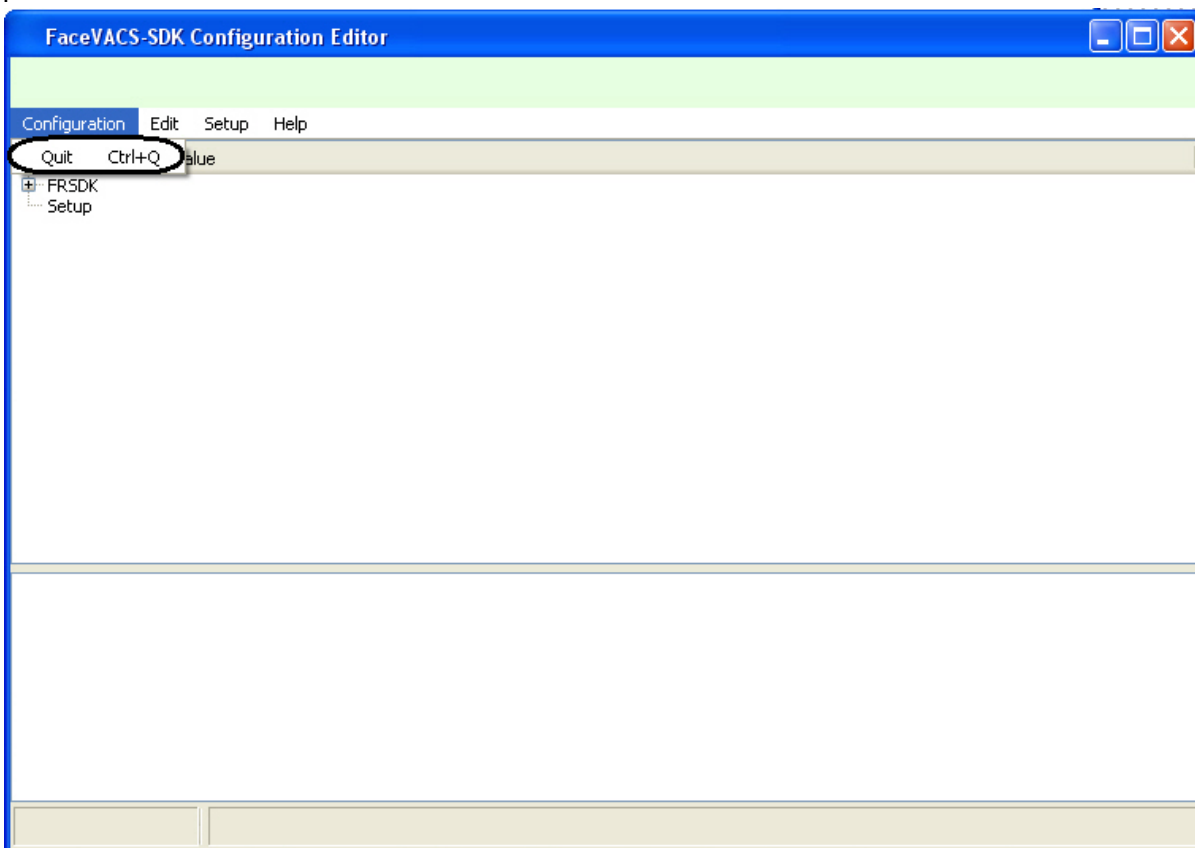 FaceVACS-SDK Configuration Editor
Configuration Edit Setup Help
Quit Ctrl+Q alue
FRSDK
Setup